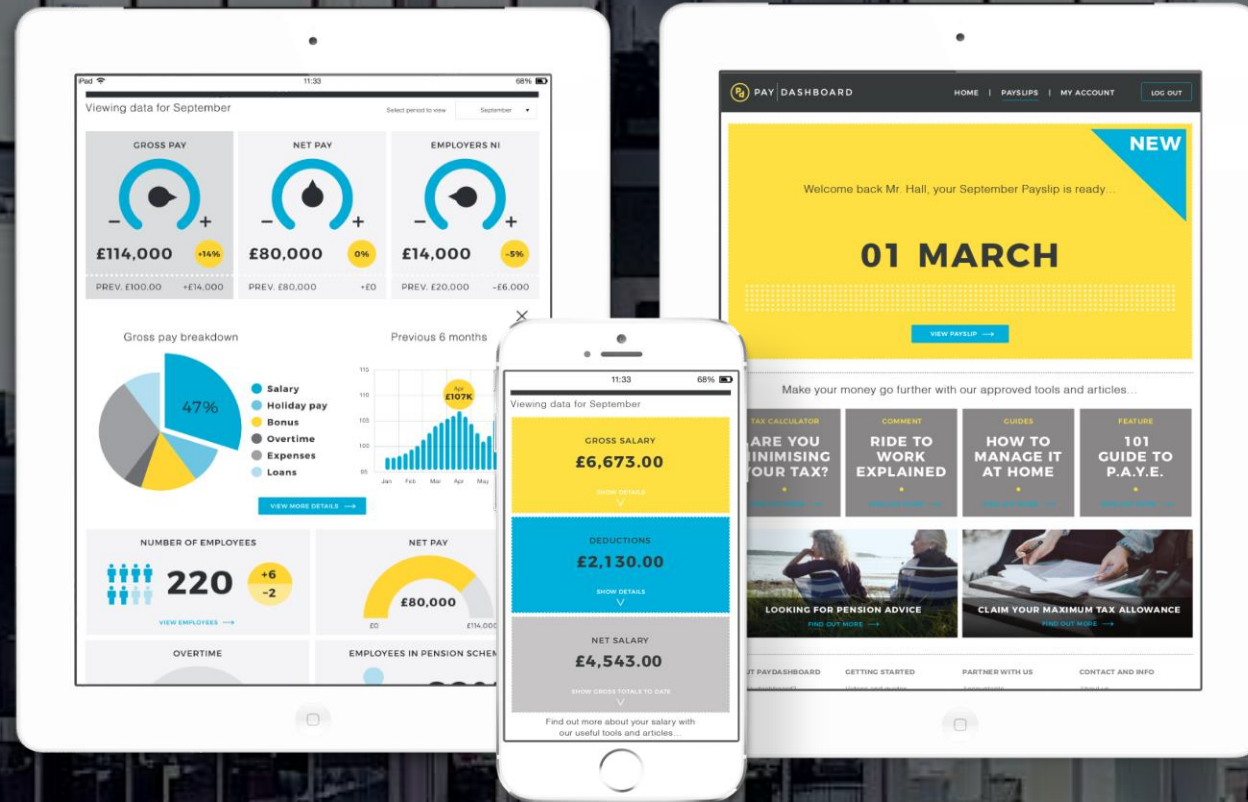 iPad 11:33 68%
Viewing data for September Select period to view September
GROSS PAY
£114,000 +14%
PREV. £100.00 +£14,000
NET PAY
£80,000 0%
PREV. £80,000 +£0
EMPLOYERS NI
£14,000 -5%
PREV. £20,000 -£6.000
Gross pay breakdown
47%
Salary
Holiday pay
Bonus
Overtime
Expenses
Loans
Previous 6 months
115
110
105
100
95
Apr
£107K
Jan Feb Mar Apr May
VIEW MORE DETAILS
NUMBER OF EMPLOYEES
220 +6
-2
VIEW EMPLOYEES
NET PAY
£80,000
£0 £114,000
OVERTIME
EMPLOYEES IN PENSION SCHEM
11:33 68%
Viewing data for September
GROSS SALARY
£6,673.00
SHOW DETAILS
DEDUCTIONS
£2,130.00
SHOW DETAILS
NET SALARY
£4,543.00
SHOW GROSS TOTALS TO DATE
Find out more about your salary with
our useful tools and articles...
Pd PAY DASHBOARD HOME | PAYSLIPS | MY ACCOUNT LOG OUT
NEW
Welcome back Mr. Hall, your September Payslip is ready...
01 MARCH
VIEW PAYSLIP
Make your money go further with our approved tools and articles...
TAX CALCULATOR
ARE YOU
INIMISING
OUR TAX?
COMMENT
RIDE TO
WORK
EXPLAINED
GUIDES
HOW TO
MANAGE IT
AT HOME
FEATURE
101
GUIDE TO
P.A.Y.E.
LOOKING FOR PENSION ADVICE
FIND OUT MORE
CLAIM YOUR MAXIMUM TAX ALLOWANCE
FIND OUT MORE
UT PAYDASHBOARD GETTING STARTED PARTNER WITH US CONTACT AND INFO